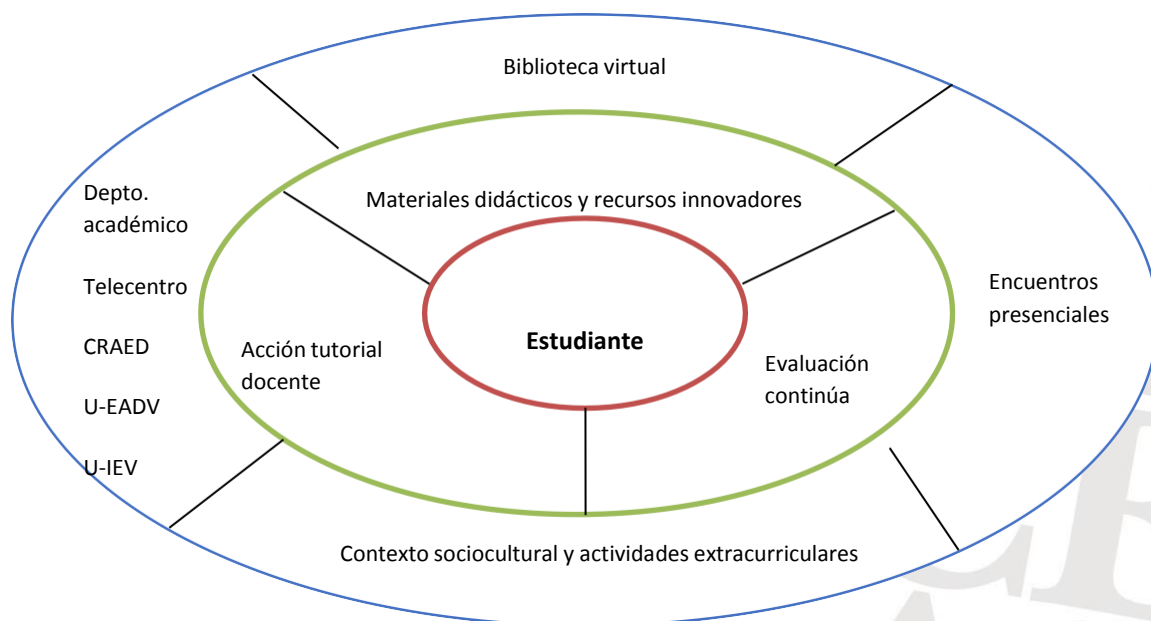 Biblioteca virtual
Depto.
académico
Materiales didácticos y recursos innovadores
Telecentro
Encuentros
presenciales
CRAED
Estudiante
Acción tutorial
docente
Evaluación
continúa
U-EADV
U-IEV
Contexto sociocultural y actividades extracurriculares